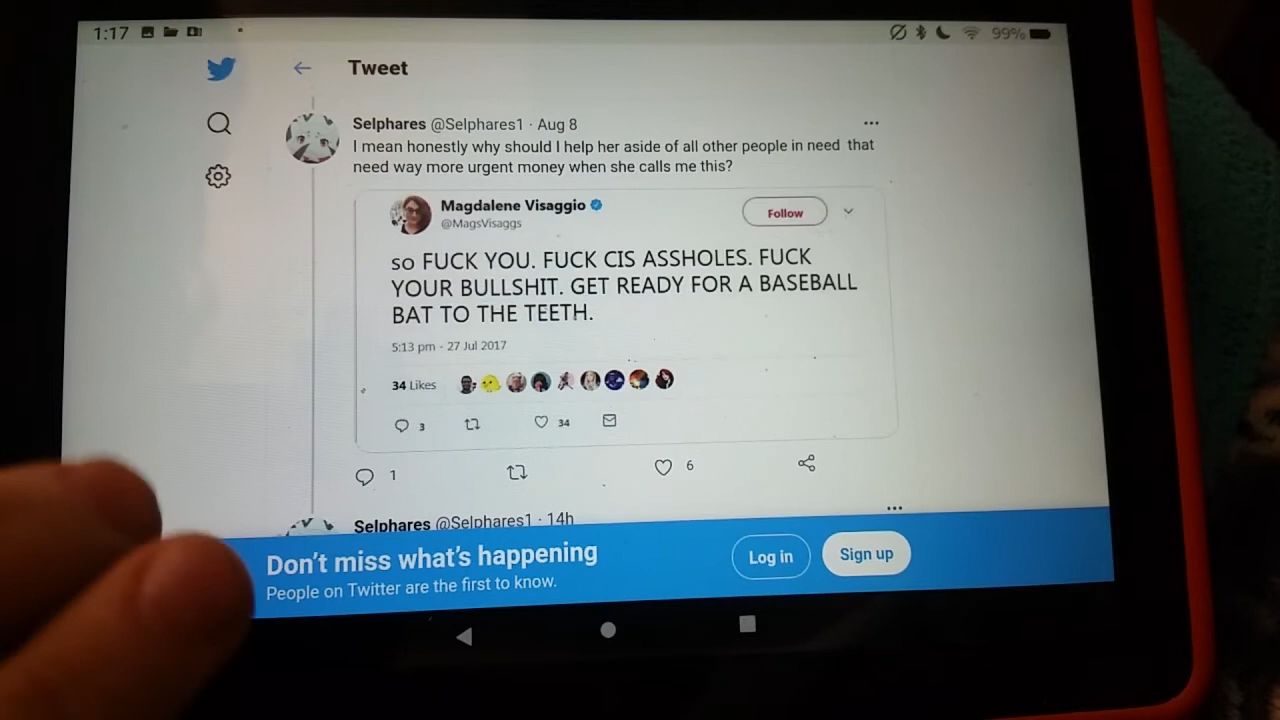 1:17 99%
Tweet
Selphares @Selphares1 · Aug 8
I mean honestly why should I help her aside of all other people in need that
need way more urgent money when she calls me this?
Magdalene Visaggio
@MagsVisaggs
Follow
so FUCK YOU. FUCK CIS ASSHOLES. FUCK
YOUR BULLSHIT. GET READY FOR A BASEBALL
BAT TO THE TEETH.
5:13 pm - 27 Jul 2017
34 Likes
3 34
1 6
Selphares @Selphares1 · 14h
Don't miss what's happening
People on Twitter are the first to know.
Log in
Sign up